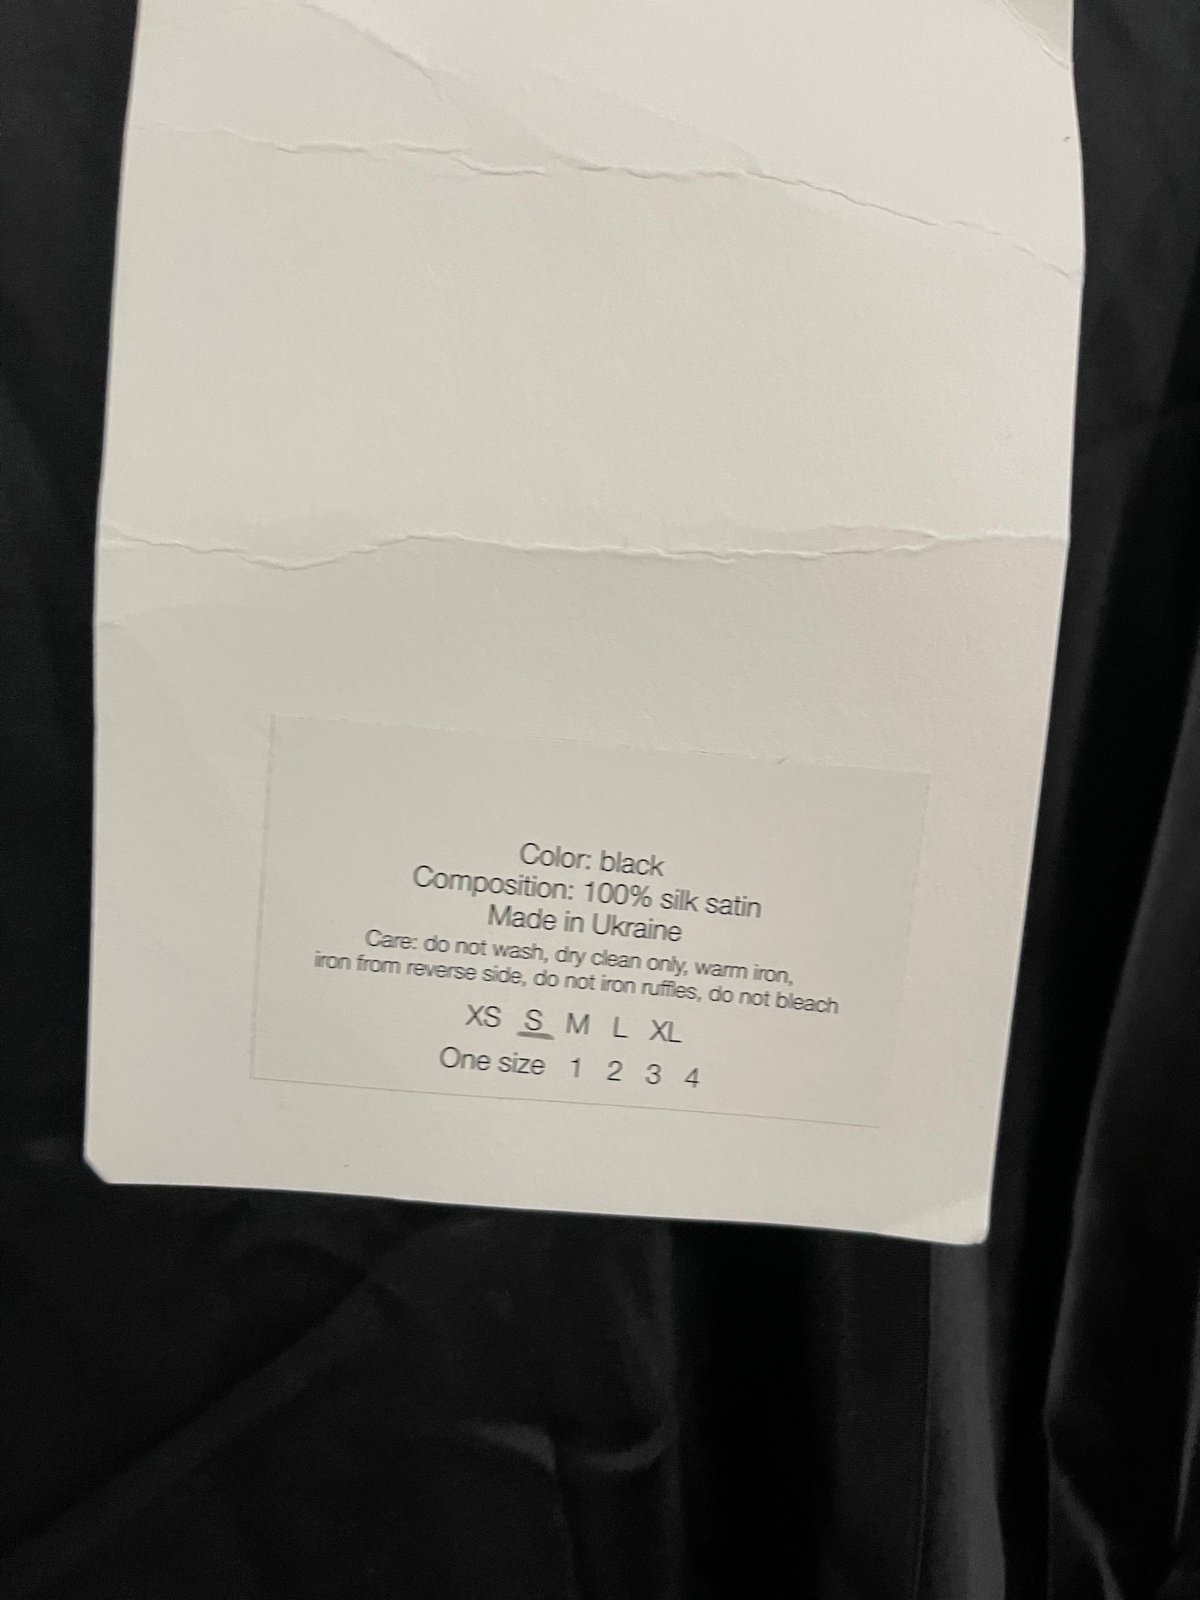 Color: black
Composition: 100% silk satin
Made in Ukraine
Care: do not wash, dry clean only, warm iron,
iron from reverse side, do not iron ruffles, do not bleach
XS S M L XL
One size 1 2 3 4